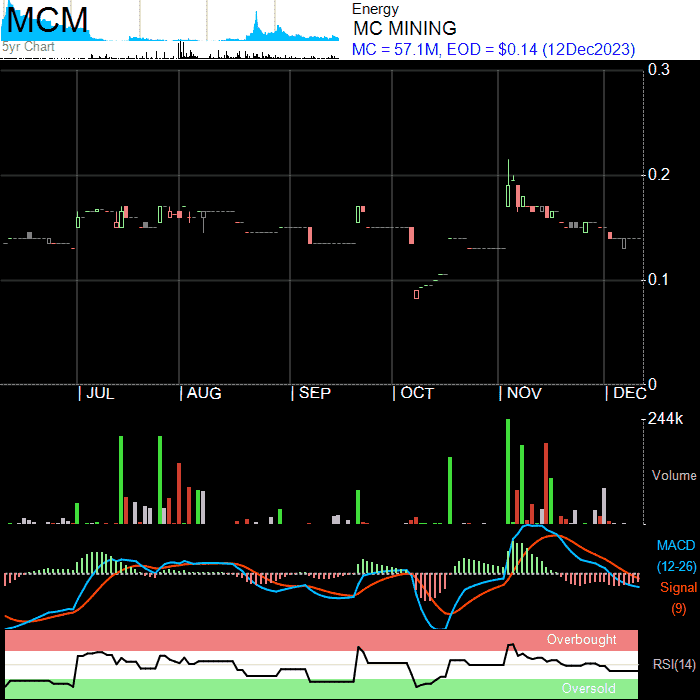 MCM
5yr Chart
Energy
MC MINING
MC = 57.1M, EOD = $0.14 (12Dec2023)
0.3
0.2
0.1
0
| JUL | AUG | SEP | OCT | NOV | DEC
244k
Volume
MACD
(12-26)
Signal
(9)
Overbought
RSI(14)
Oversold